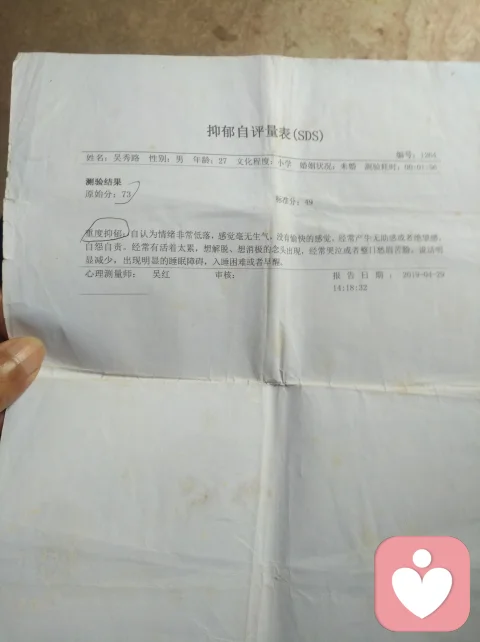 抑郁自评量表(SDS)
编号：1264
姓名：吴秀路 性别：男 年龄：27 文化程度：小学 婚姻状况：未婚 测验耗时：00:01:
测验结果
原始分：73 标准分：89
重度抑郁，自认为情绪非常低落，感觉毫无生气，没有愉快的感觉，经常产生无助感或者绝望感，
自怨自责。经常有活着太累，想解脱、想消极的念头出现，经常哭泣或者整日愁眉苦脸，说话明
显减少，出现明显的睡眠障碍，入睡困难或者早醒。
心理测量师： 吴红 审核： 报告日期：2019-04-29
14:18:32